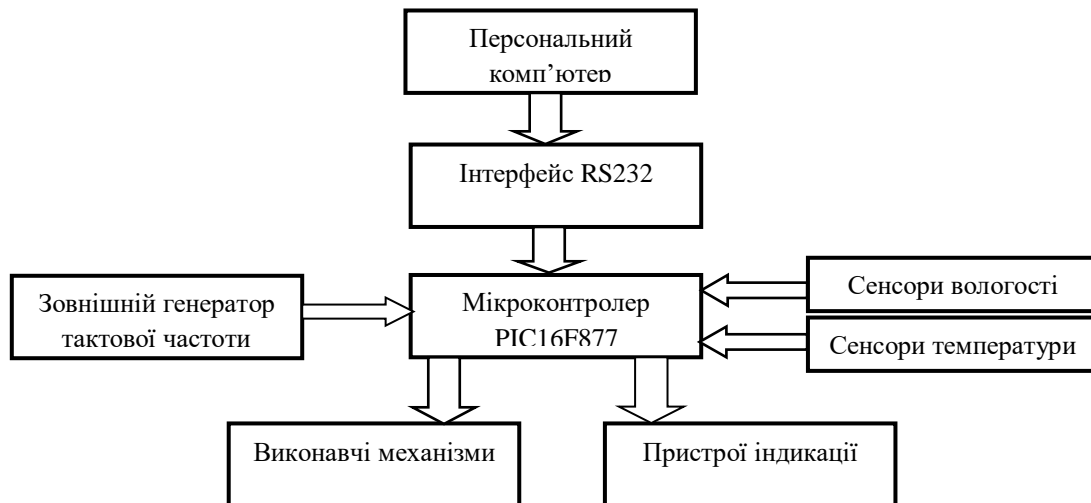 Персональний
комп’ютер
Інтерфейс RS232
Зовнішній генератор
тактової частоти
Мікроконтролер
PIC16F877
Сенсори вологості
Сенсори температури
Виконавчі механізми
Пристрої індикації